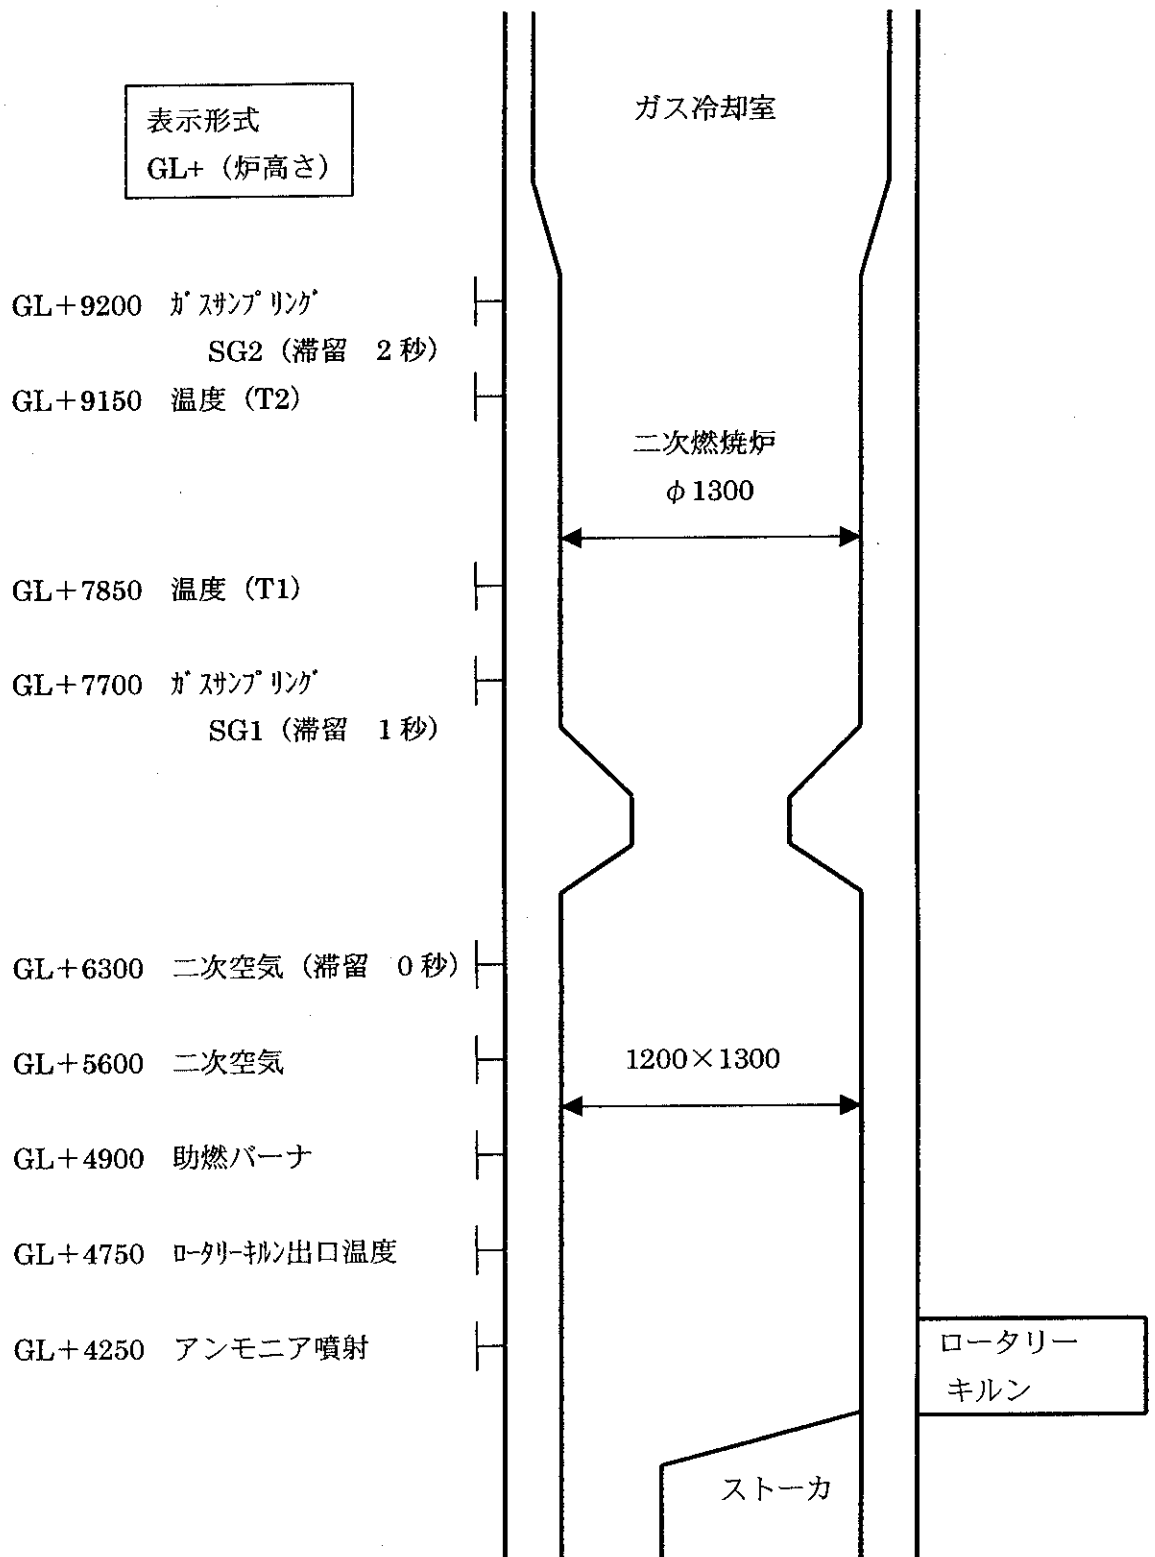 ガス冷却室
表示形式
GL+（炉高さ）
GL+9200 ｶﾞｽｻﾝﾌﾟﾘﾝｸﾞ
SG2（滞留 2秒）
GL+9150 温度（T2）
二次燃焼炉
φ1300
GL+7850 温度（T1）
GL+7700 ｶﾞｽｻﾝﾌﾟﾘﾝｸﾞ
SG1（滞留 1秒）
GL+6300 二次空気（滞留 0秒）
GL+5600 二次空気
1200×1300
GL+4900 助燃バーナ
GL+4750 ﾛｰﾀﾘｰｷﾙﾝ出口温度
GL+4250 アンモニア噴射
ロータリー
キルン
ストーカ